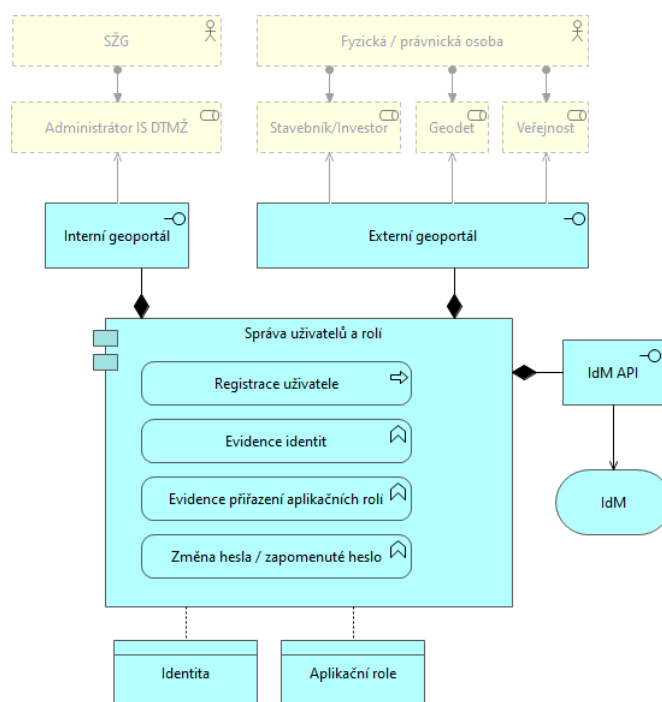 SŽG
Fyzická / právnická osoba
Administrátor IS DTMŽ
Stavebník/Investor
Geodet
Veřejnost
Interní geoportál
Externí geoportál
Správa uživatelů a rolí
Registrace uživatele
IdM API
Evidence identit
Evidence přiřazení aplikačních rolí
IdM
Změna hesla / zapomenuté heslo
Identita
Aplikační role